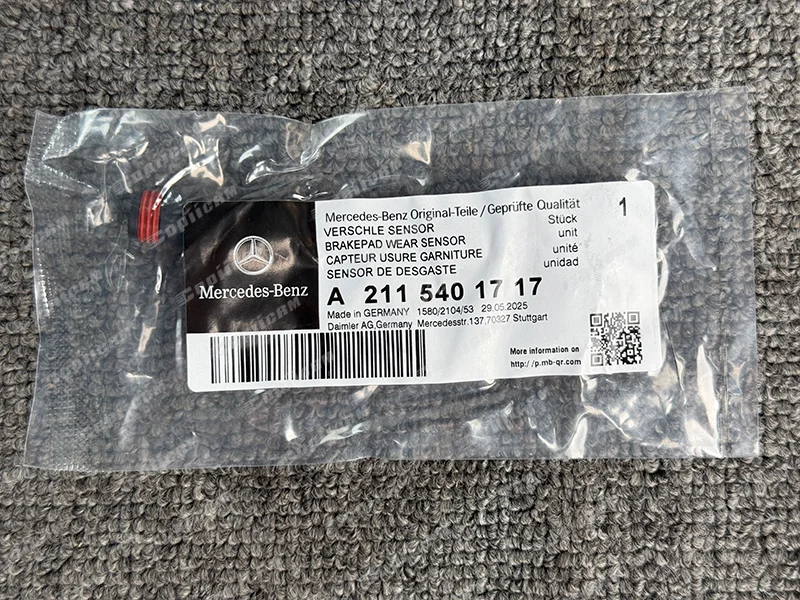 Mercedes-Benz Original-Teile / Geprüfte Qualität
1
VERSCHLE SENSOR
Stück
BRAKEPAD WEAR SENSOR
unit
CAPTEUR USURE GARNITURE
unité
SENSOR DE DESGASTE
unidad
Mercedes-Benz
A 211 540 17 17
Made in GERMANY 1580/2104/53 29.05.2025
Daimler AG,Germany Mercedesstr.137,70327 Stuttgart
More information on
http://p.mb-qr.com